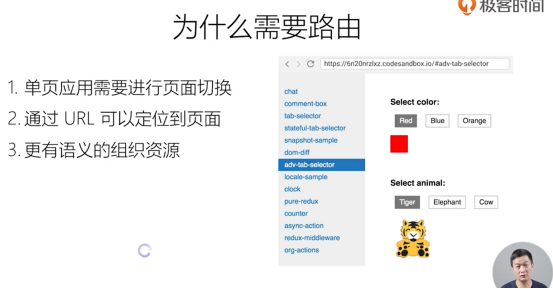 极客时间
为什么需要路由
1. 单页应用需要进行页面切换
2. 通过 URL 可以定位到页面
3. 更有语义的组织资源
https://6n20nrzlxz.codesandbox.io/#adv-tab-selector
chat
comment-box
tab-selector
stateful-tab-selector
snapshot-sample
dom-diff
adv-tab-selector
locale-sample
clock
pure-redux
counter
async-action
redux-middleware
org-actions
Select color:
Red Blue Orange
Select animal:
Tiger Elephant Cow